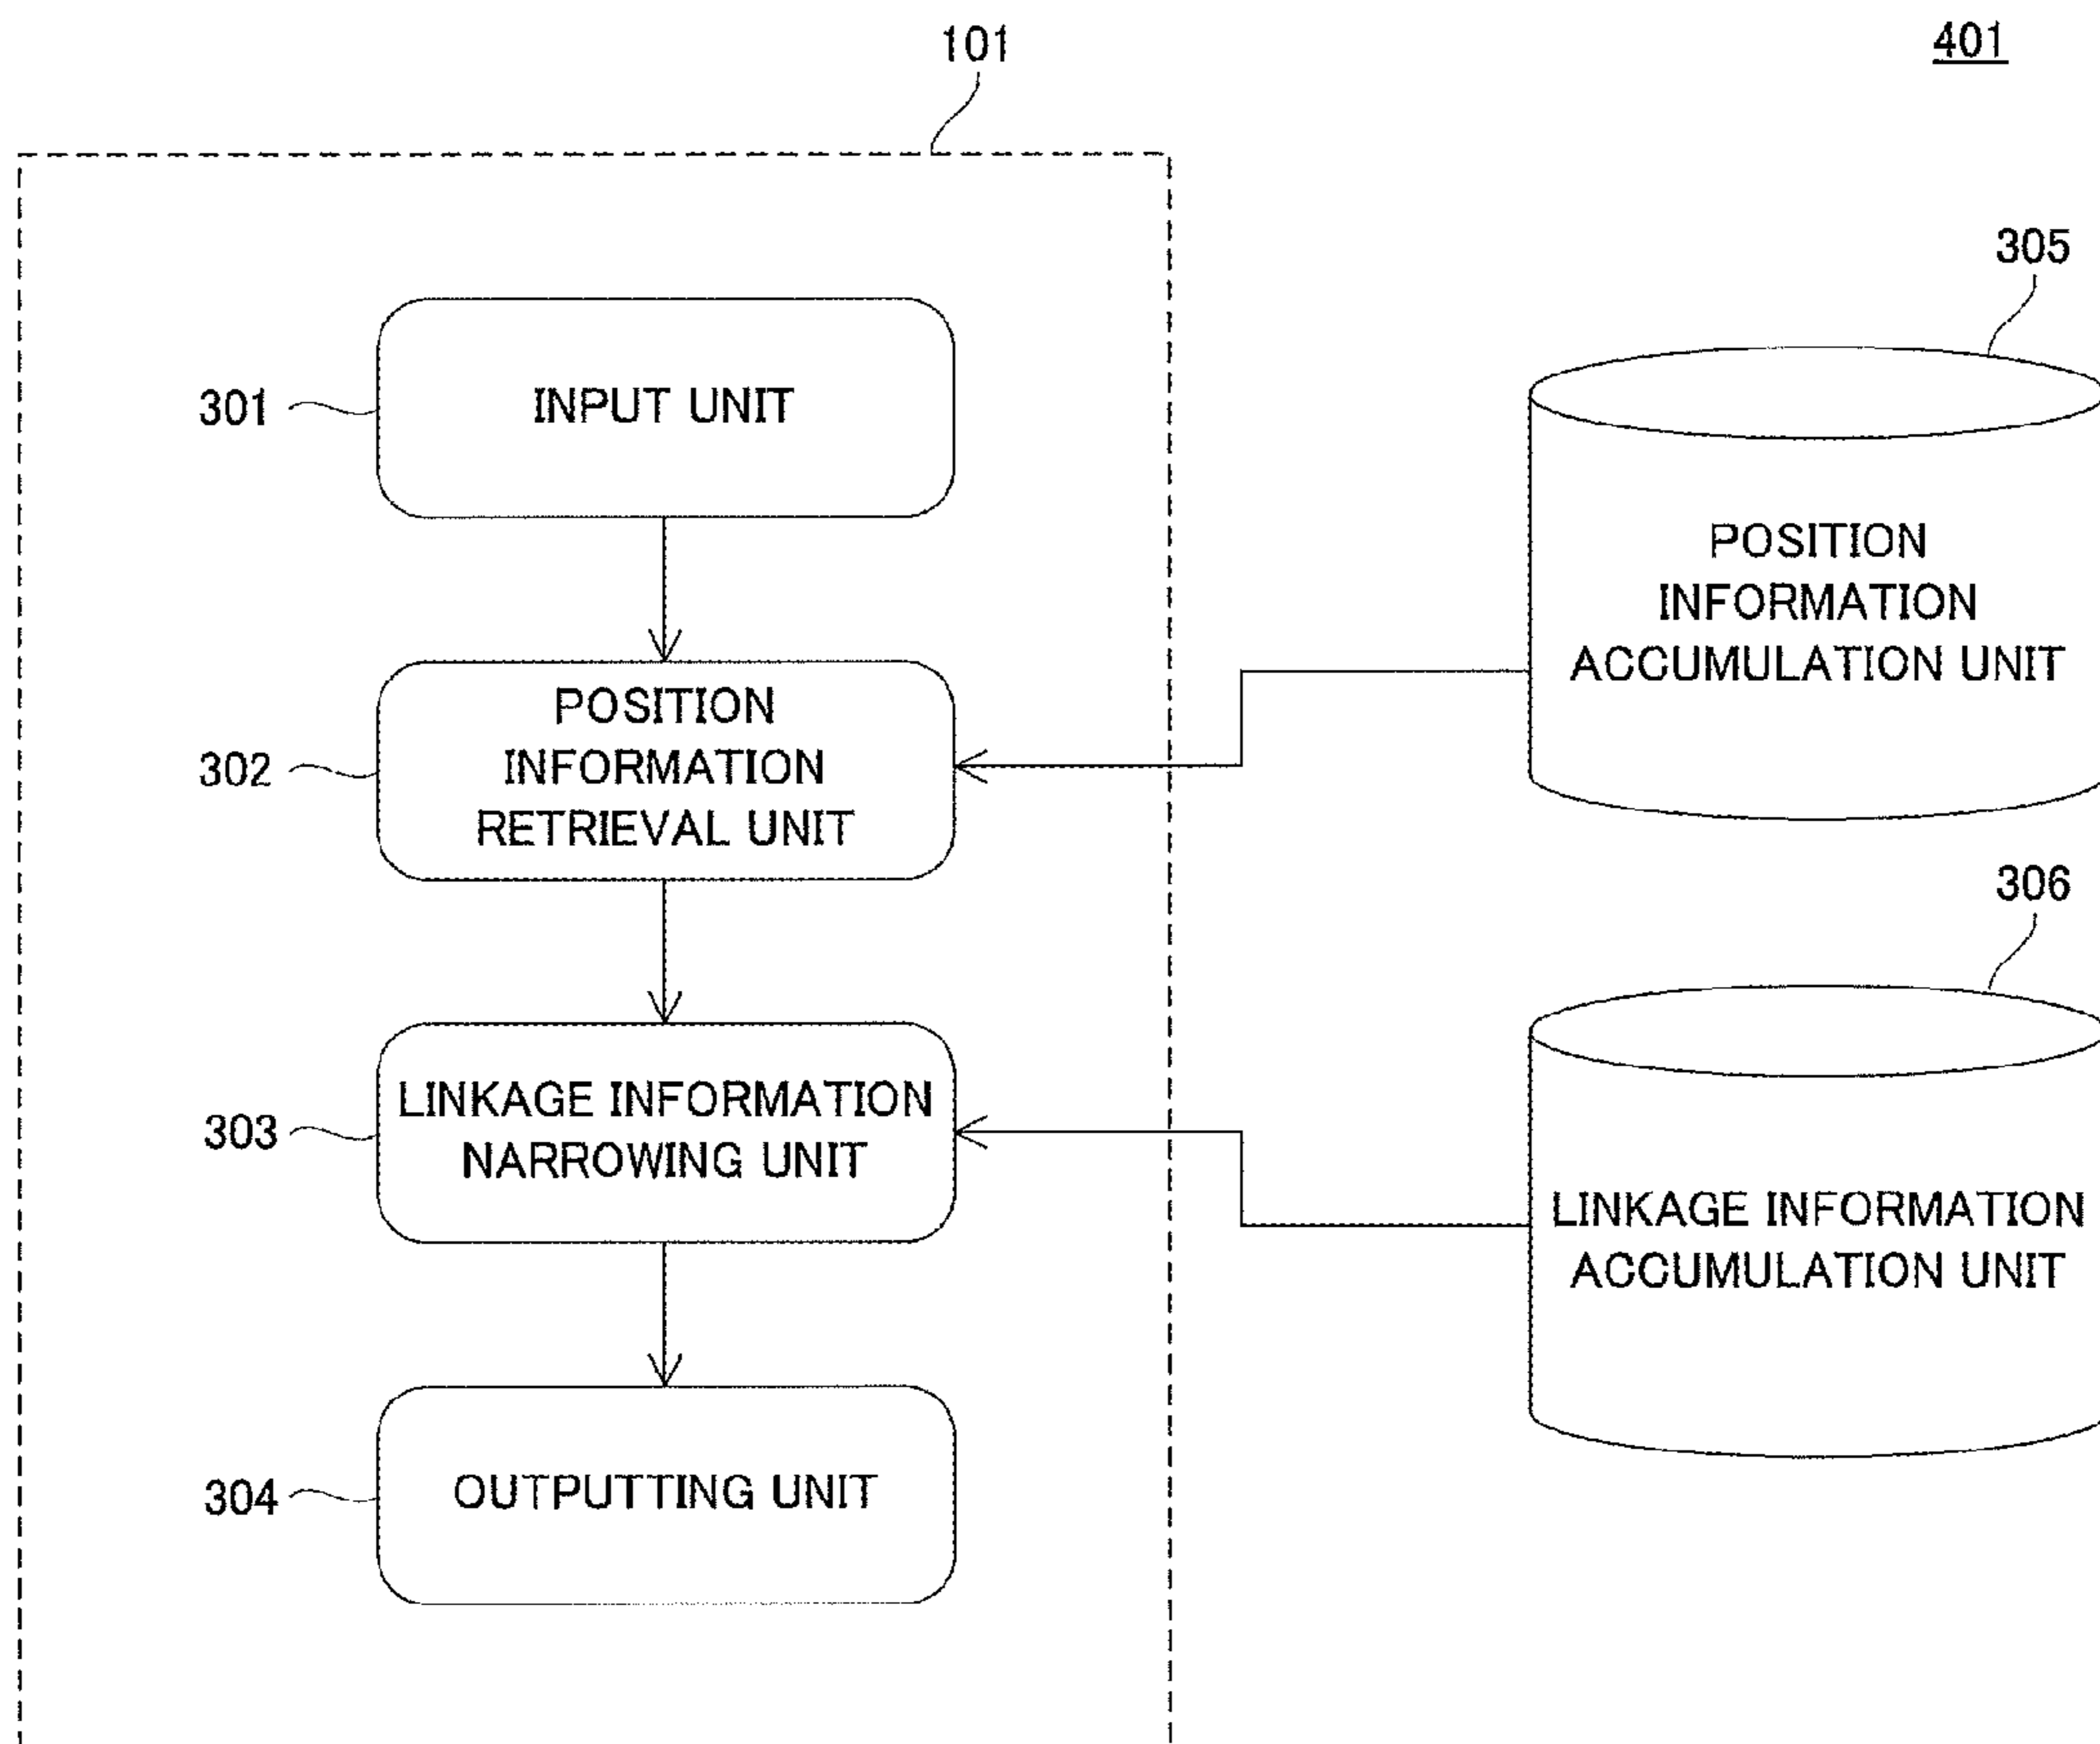 101
401
301
INPUT UNIT
305
POSITION
INFORMATION
ACCUMULATION UNIT
302
POSITION
INFORMATION
RETRIEVAL UNIT
306
303
LINKAGE INFORMATION
NARROWING UNIT
LINKAGE INFORMATION
ACCUMULATION UNIT
304
OUTPUTTING UNIT